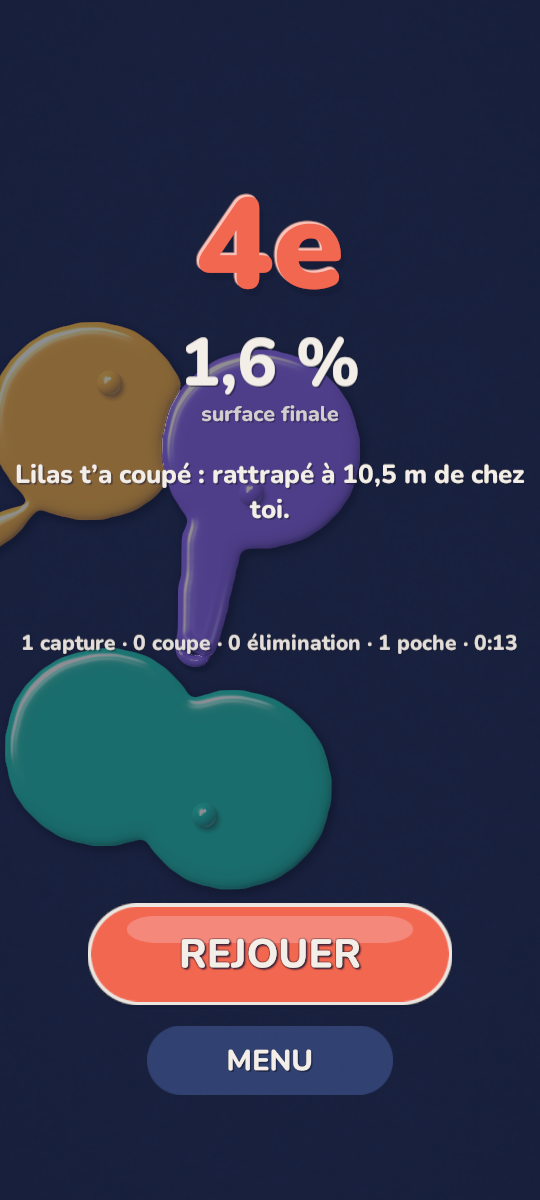 4e
1,6 %
surface finale
Lilas t’a coupé : rattrapé à 10,5 m de chez
toi.
1 capture · 0 coupe · 0 élimination · 1 poche · 0:13
REJOUER
MENU